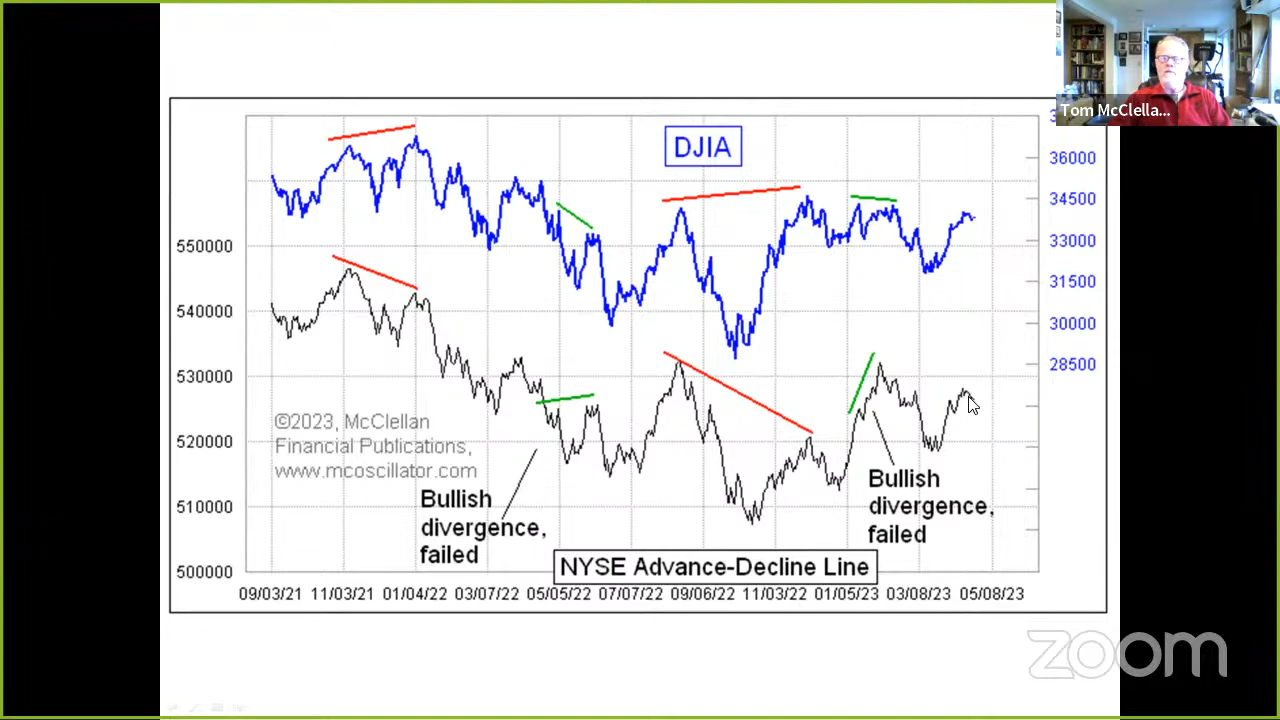 Tom McClella...
DJIA
36000
34500
33000
31500
30000
28500
550000
540000
530000
520000
510000
500000
©2023, McClellan
Financial Publications,
www.mcoscillator.com
Bullish
divergence,
failed
Bullish
divergence,
failed
NYSE Advance-Decline Line
09/03/21 11/03/21 01/04/22 03/07/22 05/05/22 07/07/22 09/06/22 11/03/22 01/05/23 03/08/23 05/08/23
zoom